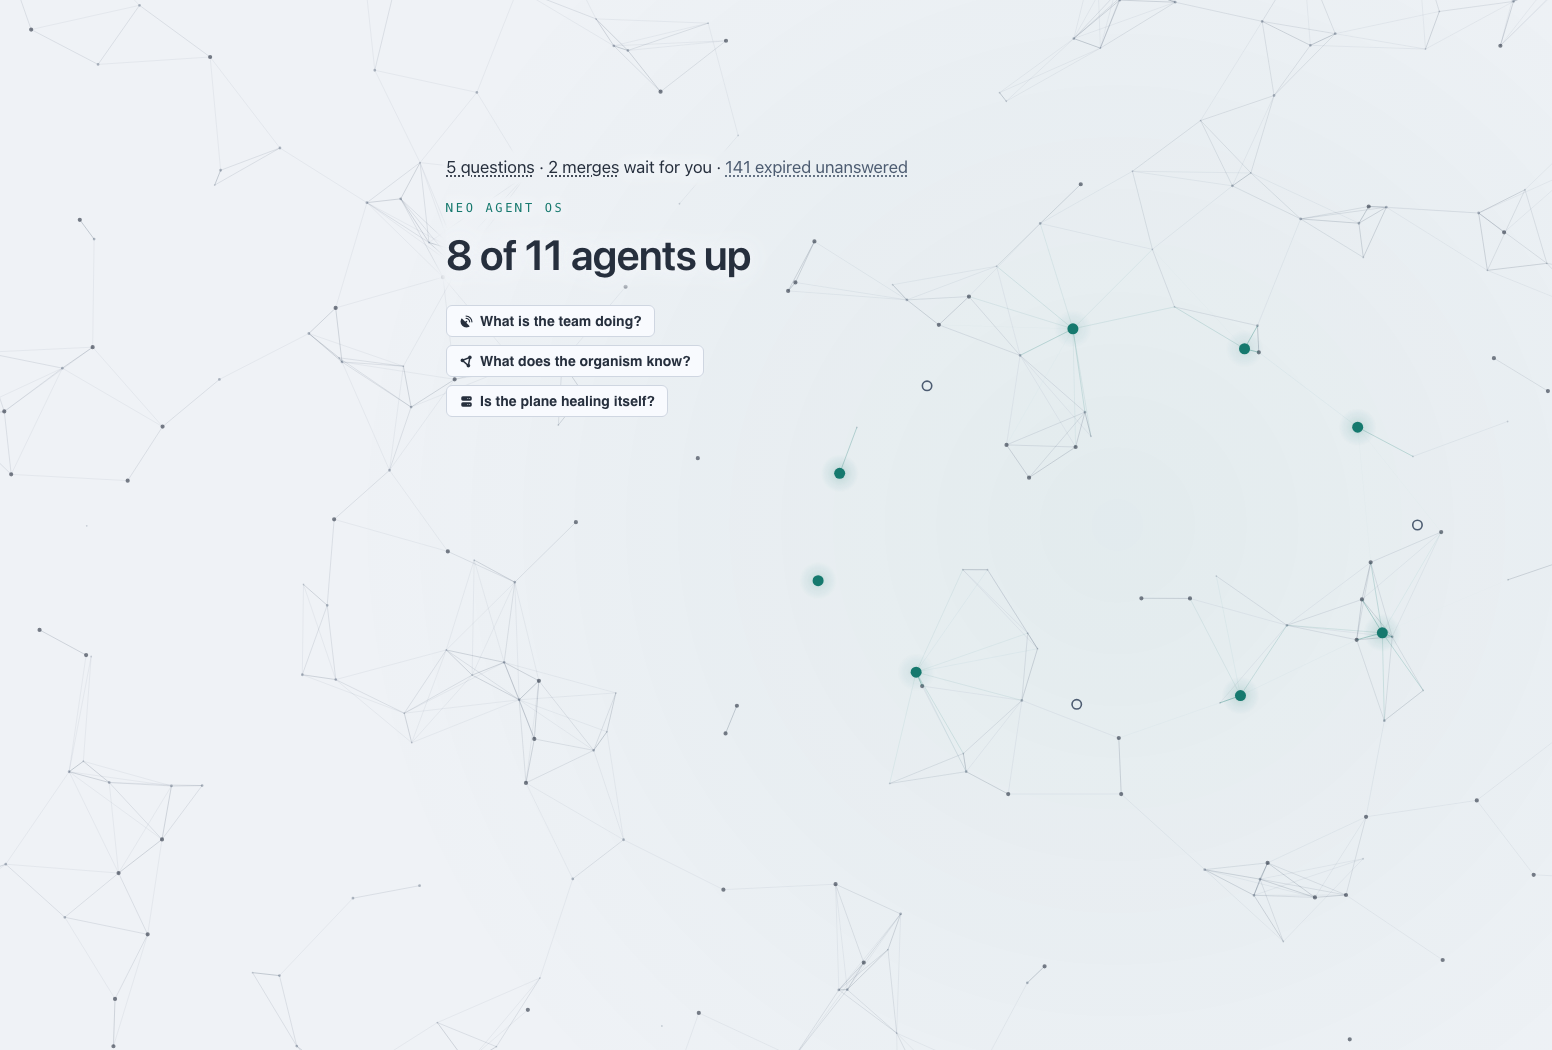 5 questions · 2 merges wait for you · 141 expired unanswered
NEO AGENT OS
8 of 11 agents up
What is the team doing?
What does the organism know?
Is the plane healing itself?